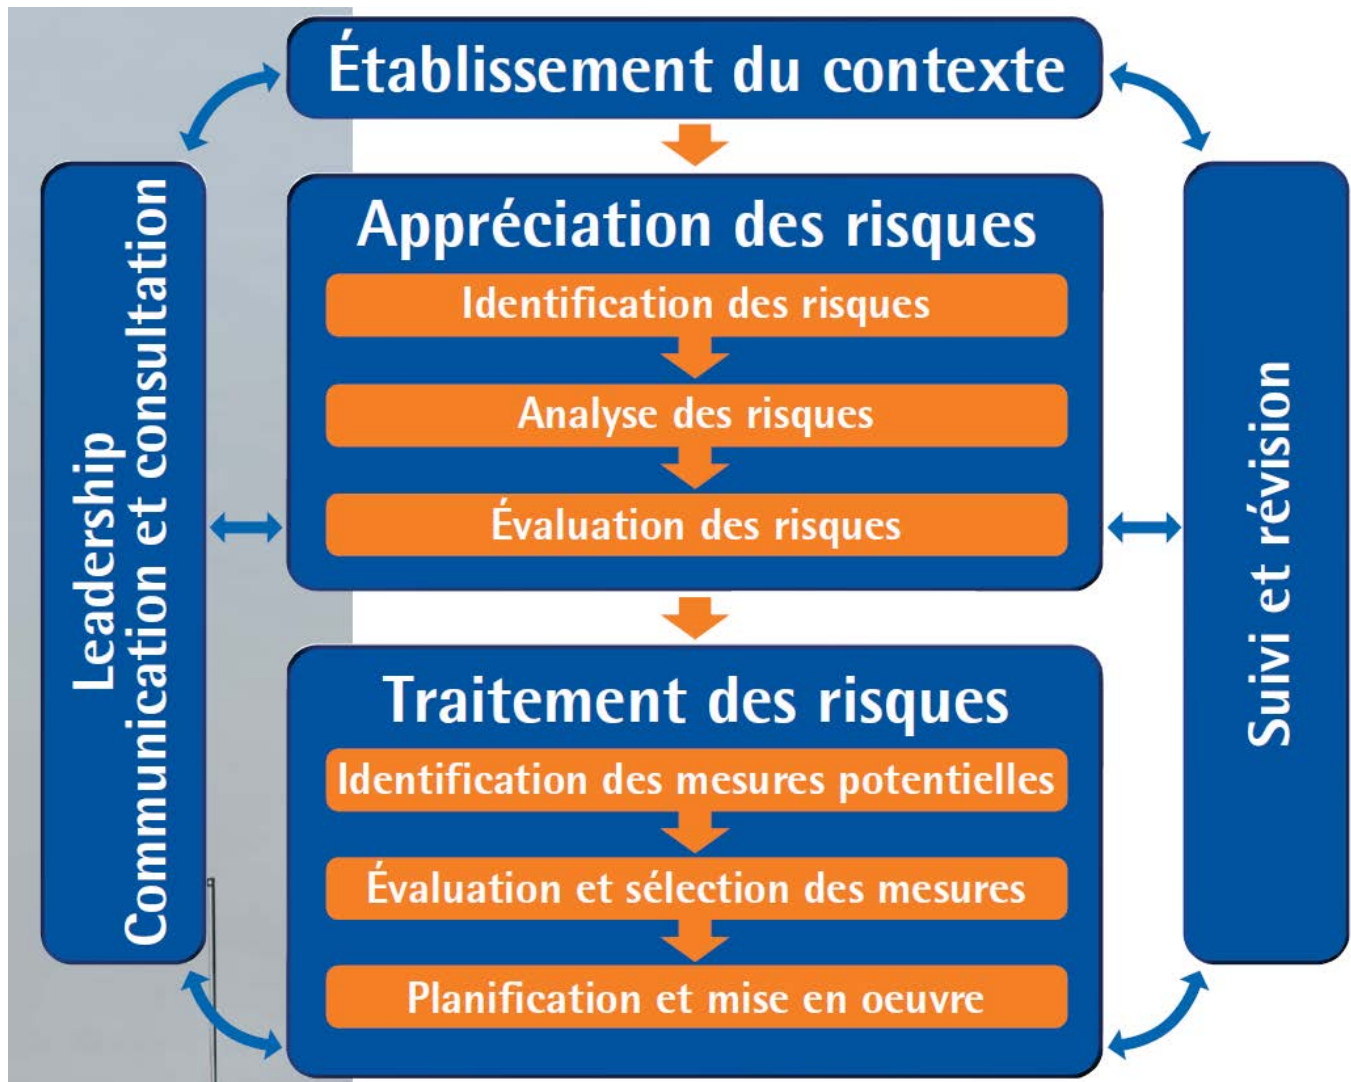 Établissement du contexte
Appréciation des risques
Identification des risques
Analyse des risques
Évaluation des risques
Traitement des risques
Identification des mesures potentielles
Évaluation et sélection des mesures
Planification et mise en oeuvre
Leadership
Communication et consultation
Suivi et révision